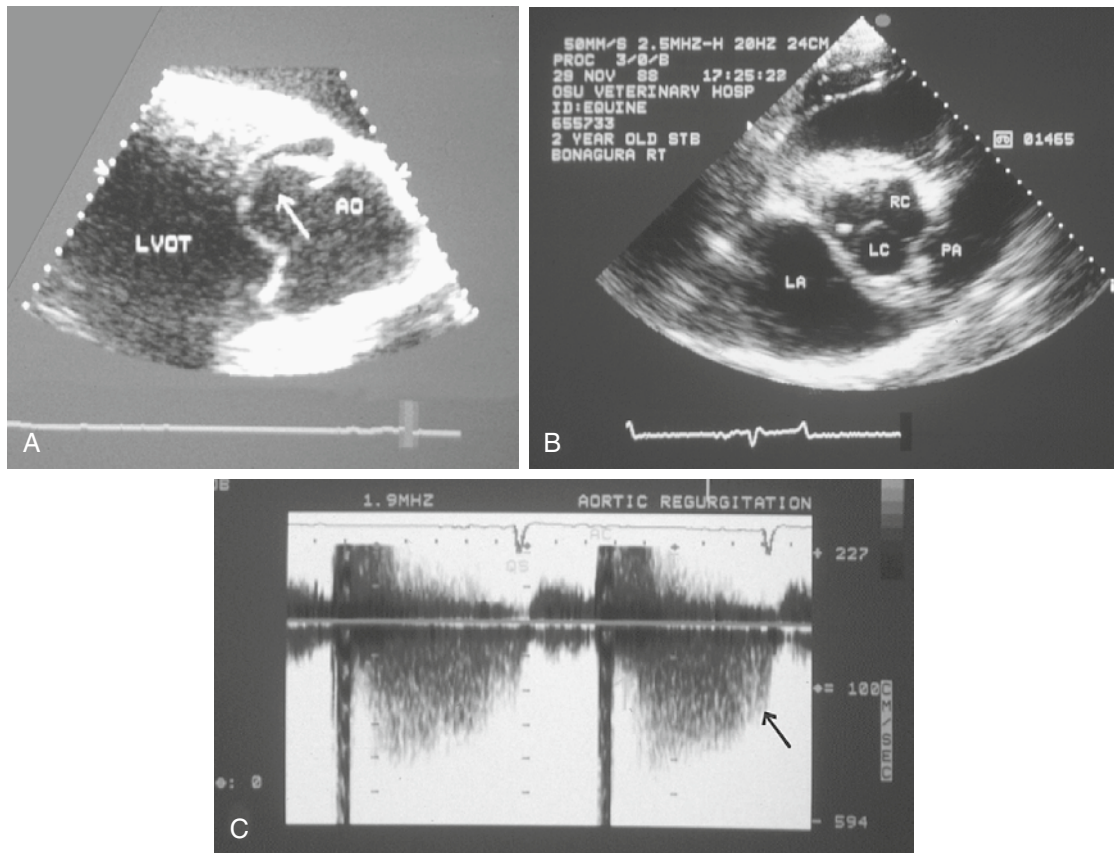 LVOT
AO
A
50MM/S 2.5MHZ-H 20HZ 24CM
PROC 3/0/B
29 NOV 88 17:25:22
OSU VETERINARY HOSP
ID:EQUINE
655733
2 YEAR OLD STB
BONAGURA RT
01465
RC
LC
PA
LA
B
1.9MHZ
AORTIC REGURGITATION
AC
QS
+ 227
= 100
CM/SEC
- 594
: 0
C